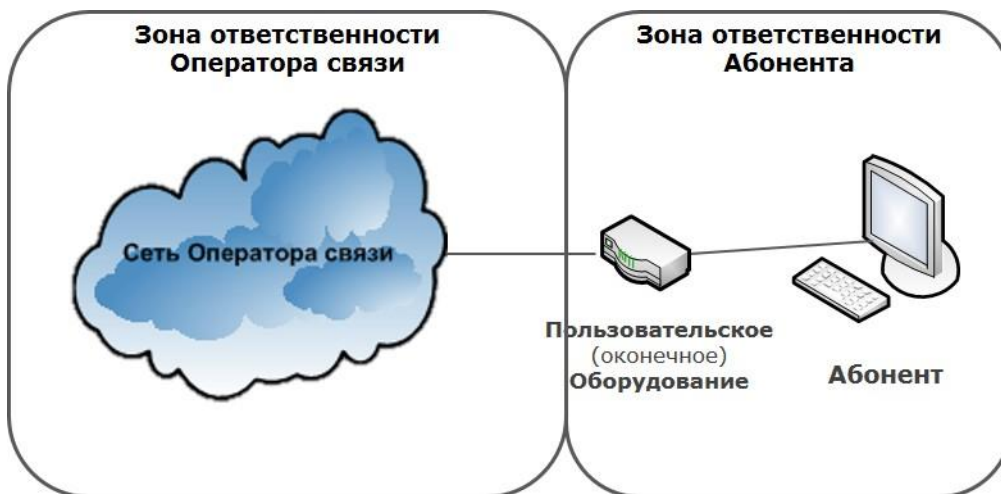 Зона ответственности
Оператора связи
Зона ответственности
Абонента
Сеть Оператора связи
Пользовательское
(оконечное)
Оборудование
Абонент